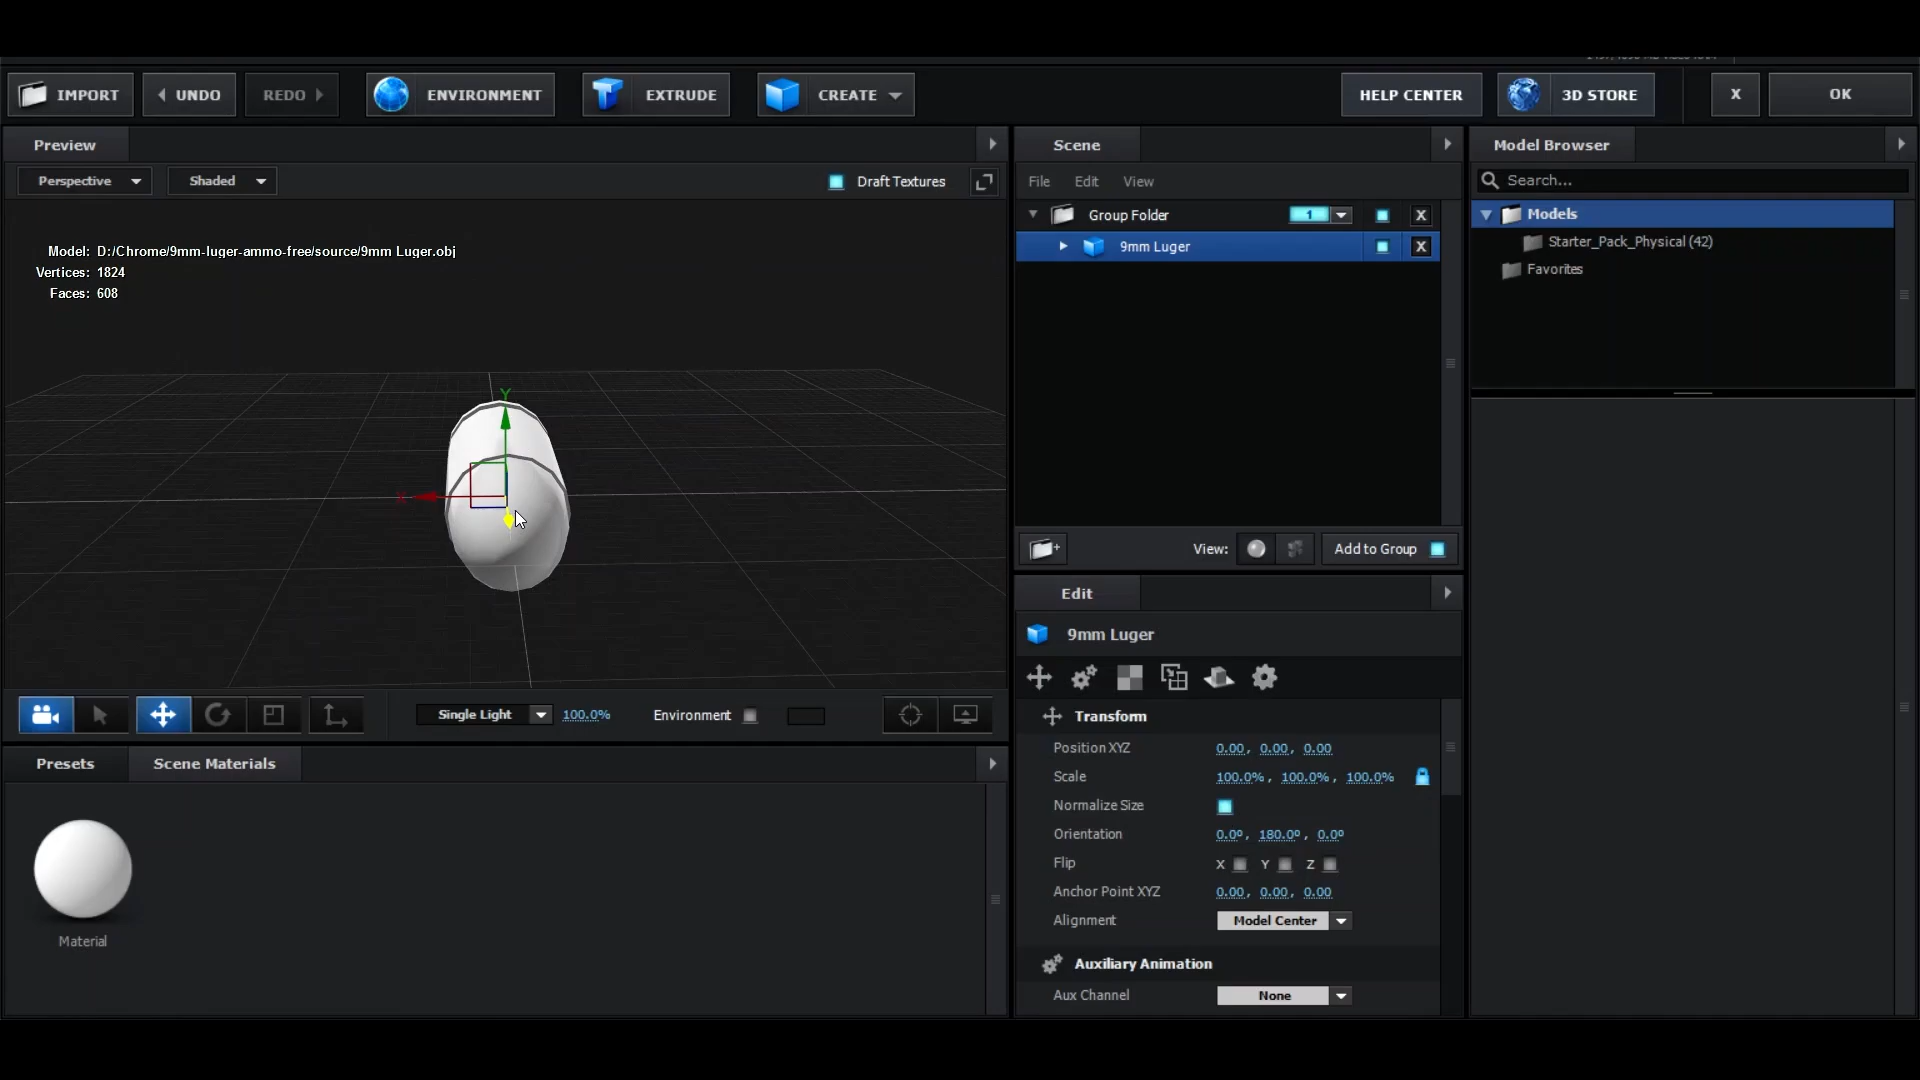 IMPORT UNDO REDO ENVIRONMENT EXTRUDE CREATE HELP CENTER 3D STORE X OK
Preview
Perspective Shaded Draft Textures
Model: D:/Chrome/9mm-luger-ammo-free/source/9mm Luger.obj
Vertices: 1824
Faces: 608
Y
X
Single Light 100.0% Environment
Presets Scene Materials
Material
Scene
File Edit View
Group Folder 1 X
9mm Luger X
View: Add to Group
Edit
9mm Luger
Transform
Position XYZ 0.00, 0.00, 0.00
Scale 100.0%, 100.0%, 100.0%
Normalize Size
Orientation 0.0º, 180.0º, 0.0º
Flip X Y Z
Anchor Point XYZ 0.00, 0.00, 0.00
Alignment Model Center
Auxiliary Animation
Aux Channel None
Model Browser
Search...
Models
Starter_Pack_Physical (42)
Favorites